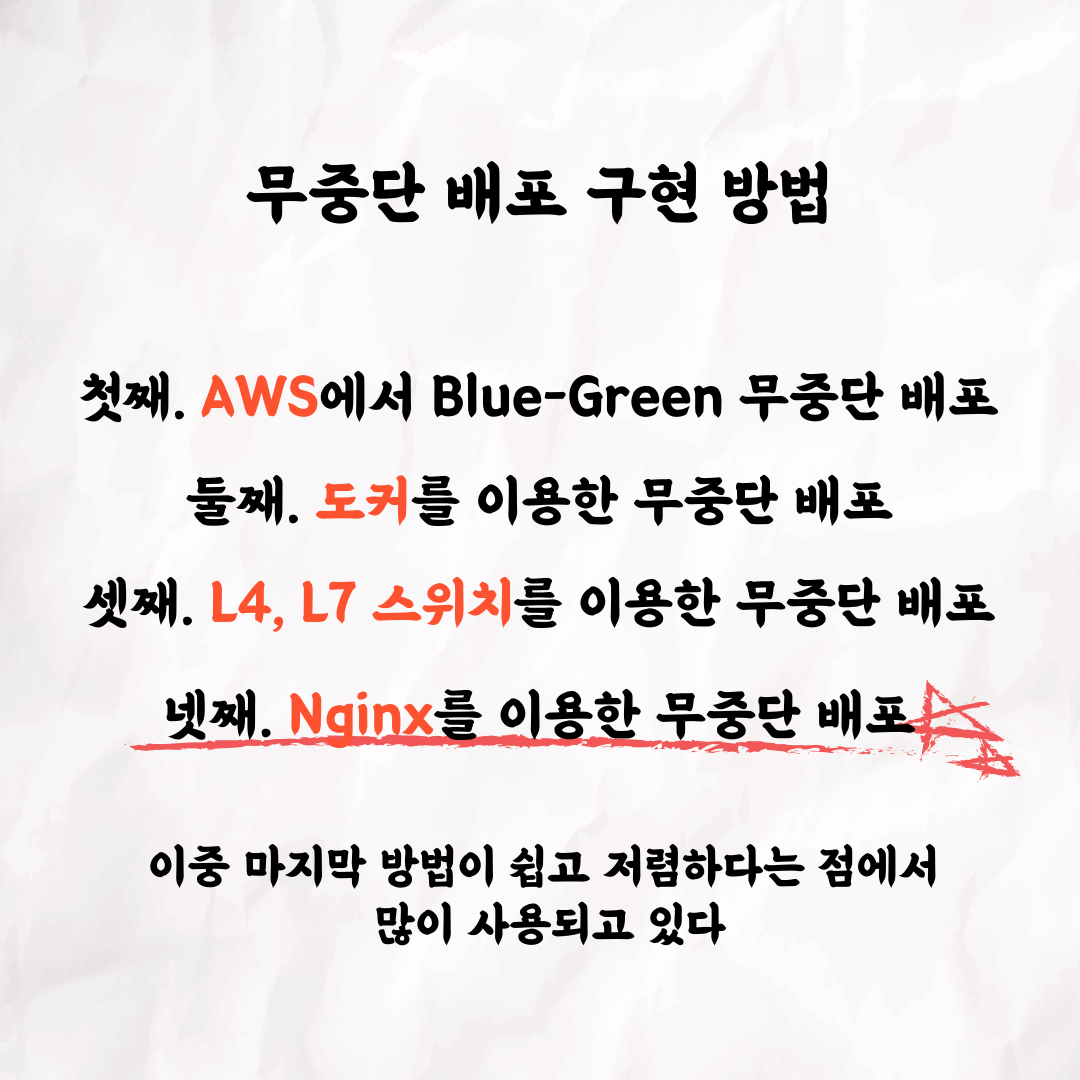 무중단 배포 구현 방법
첫째. AWS에서 Blue-Green 무중단 배포
둘째. 도커를 이용한 무중단 배포
셋째. L4, L7 스위치를 이용한 무중단 배포
넷째. Nginx를 이용한 무중단 배포
이중 마지막 방법이 쉽고 저렴하다는 점에서
많이 사용되고 있다